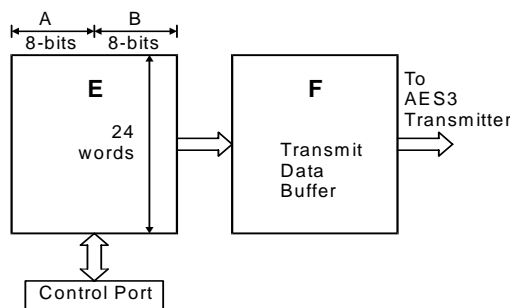 A B
8-bits 8-bits
E
24
words
F
Transmit
Data
Buffer
To
AES3
Transmitter
Control Port